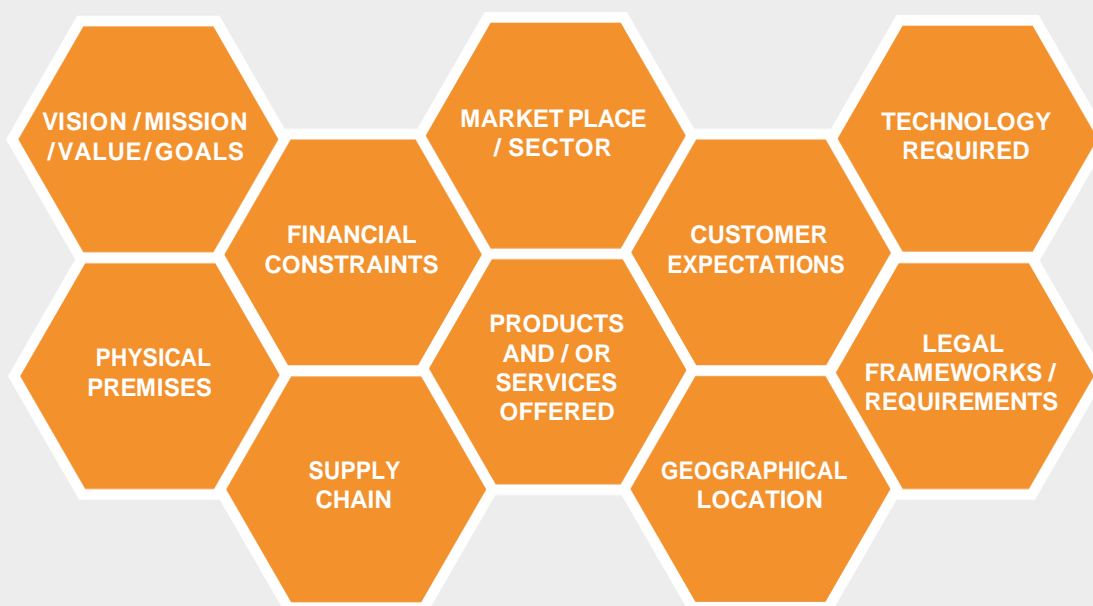 VISION / MISSION
/ VALUE / GOALS
FINANCIAL
CONSTRAINTS
MARKET PLACE
/ SECTOR
CUSTOMER
EXPECTATIONS
TECHNOLOGY
REQUIRED
PHYSICAL
PREMISES
SUPPLY
CHAIN
PRODUCTS
AND / OR
SERVICES
OFFERED
GEOGRAPHICAL
LOCATION
LEGAL
FRAMEWORKS /
REQUIREMENTS